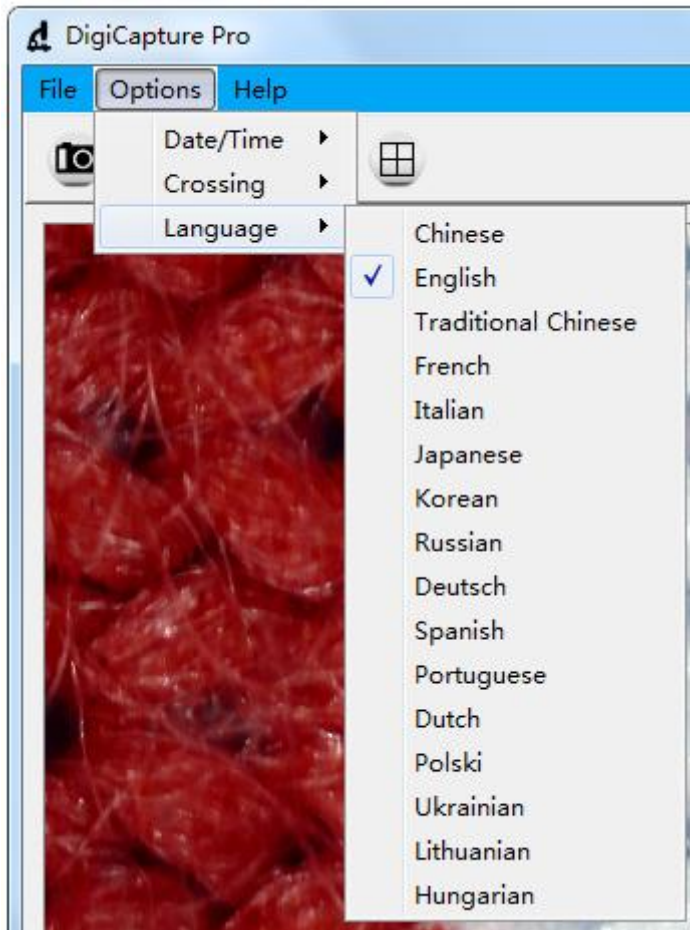 DigiCapture Pro
File Options Help
Date/Time
Crossing
Language
Chinese
English
Traditional Chinese
French
Italian
Japanese
Korean
Russian
Deutsch
Spanish
Portuguese
Dutch
Polski
Ukrainian
Lithuanian
Hungarian